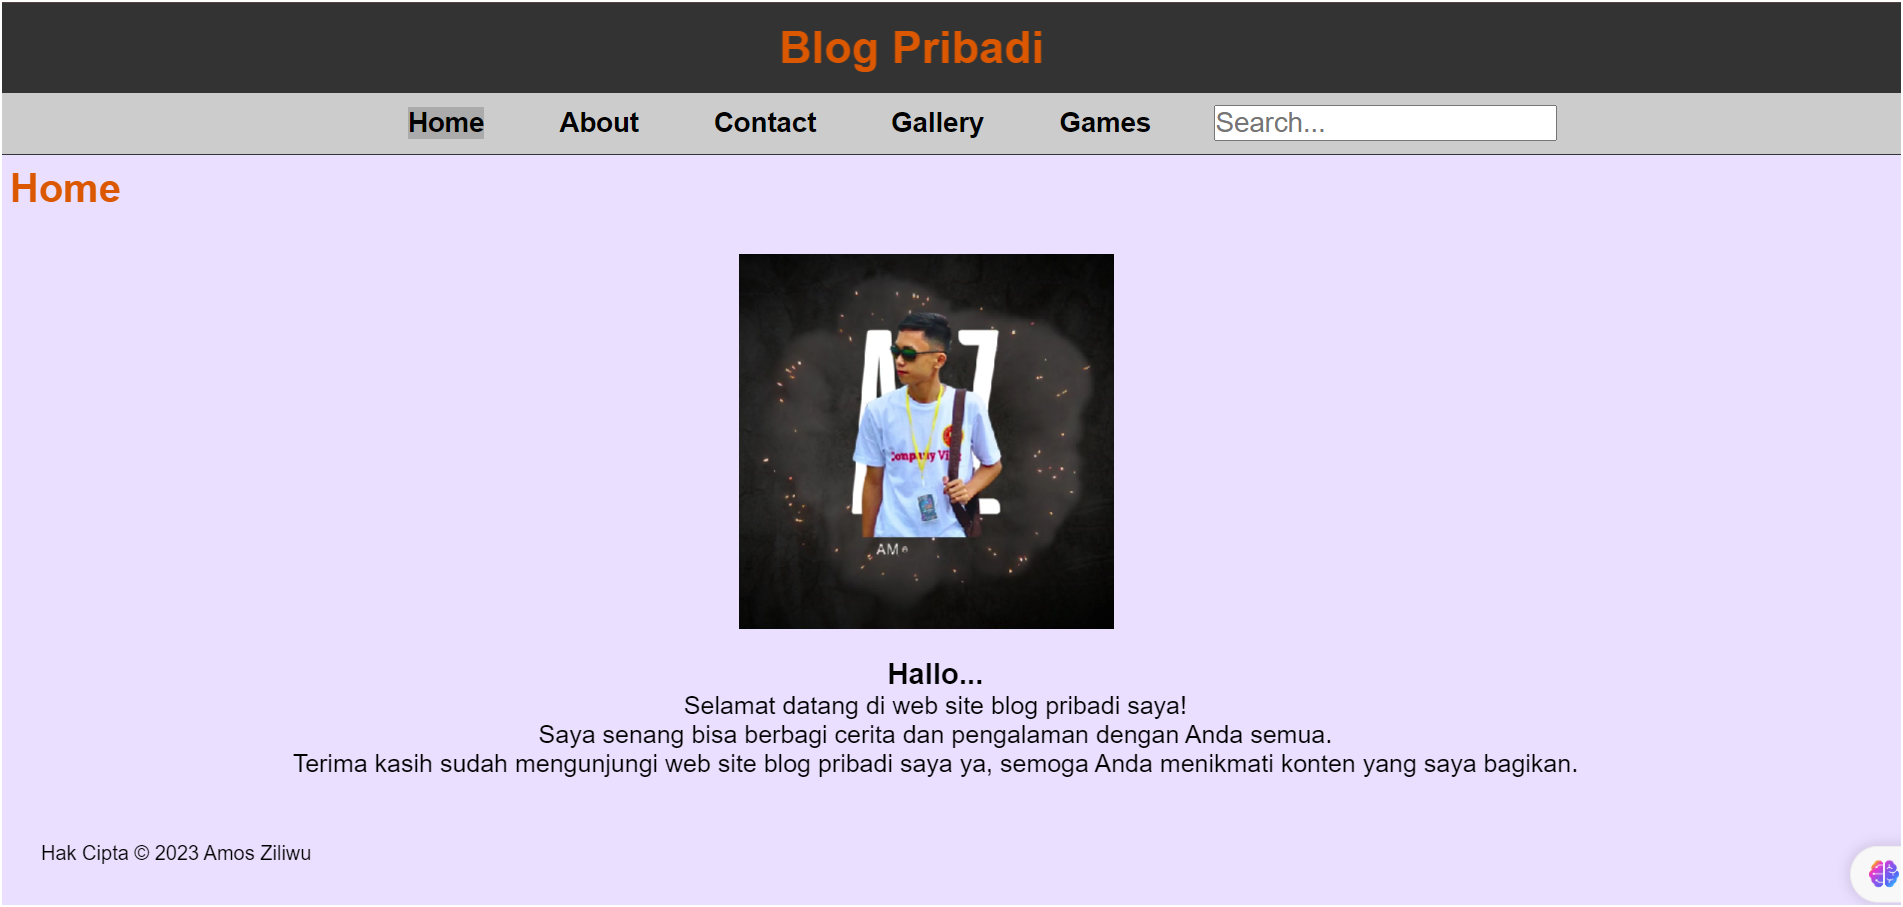 Blog Pribadi
Home About Contact Gallery Games Search...
Home
AZ
AM
Hallo...
Selamat datang di web site blog pribadi saya!
Saya senang bisa berbagi cerita dan pengalaman dengan Anda semua.
Terima kasih sudah mengunjungi web site blog pribadi saya ya, semoga Anda menikmati konten yang saya bagikan.
Hak Cipta © 2023 Amos Ziliwu